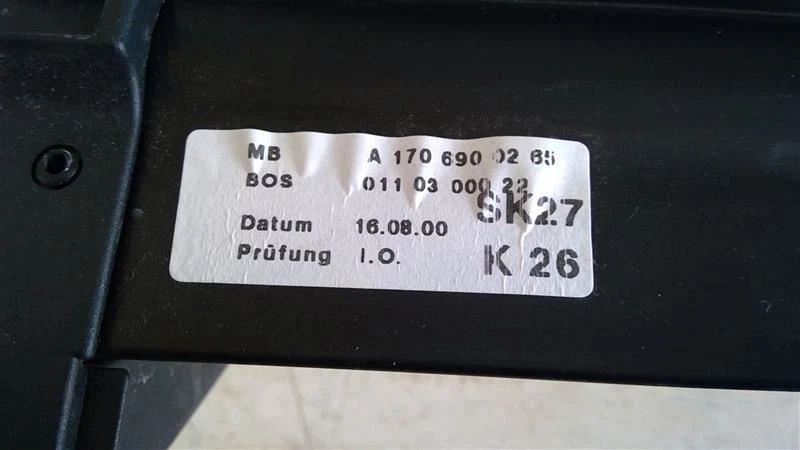 MB A 170 690 02 65
BOS 011 03 000 22
SK27
Datum 16.08.00
Prüfung I.O. K 26